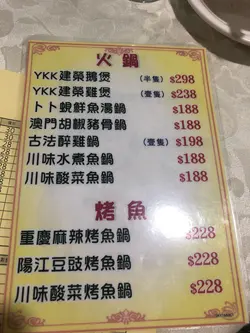 火鍋
YKK建榮鵝煲 (半隻) $298
YKK建榮雞煲 (壹隻) $238
卜卜蜆鮮魚湯鍋 $188
澳門胡椒豬骨鍋 $188
古法醉雞鍋 (壹隻) $198
川味水煮魚鍋 $188
川味酸菜魚鍋 $188
烤魚
重慶麻辣烤魚鍋 $228
陽江豆豉烤魚鍋 $228
川味酸菜烤魚鍋 $228